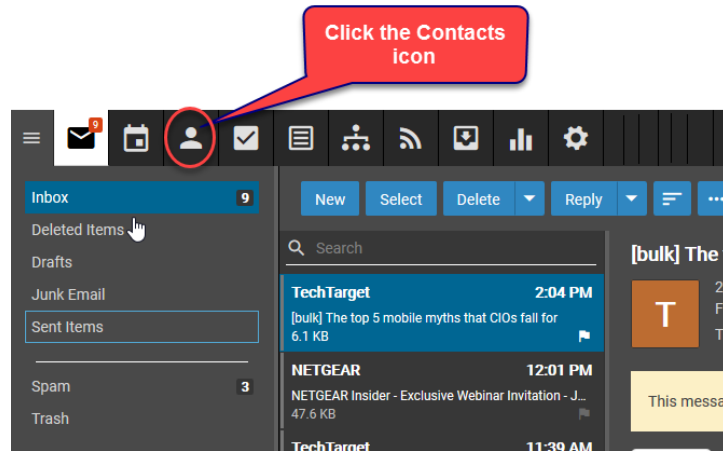 Click the Contacts
icon
9
Inbox 9
Deleted Items
Drafts
Junk Email
Sent Items
Spam 3
Trash
New Select Delete Reply
Search
TechTarget 2:04 PM
[bulk] The top 5 mobile myths that CIOs fall for
6.1 KB
NETGEAR 12:01 PM
NETGEAR Insider - Exclusive Webinar Invitation - J...
47.6 KB
TechTarget 11:39 AM
[bulk] The
T
2
F
T
This messa